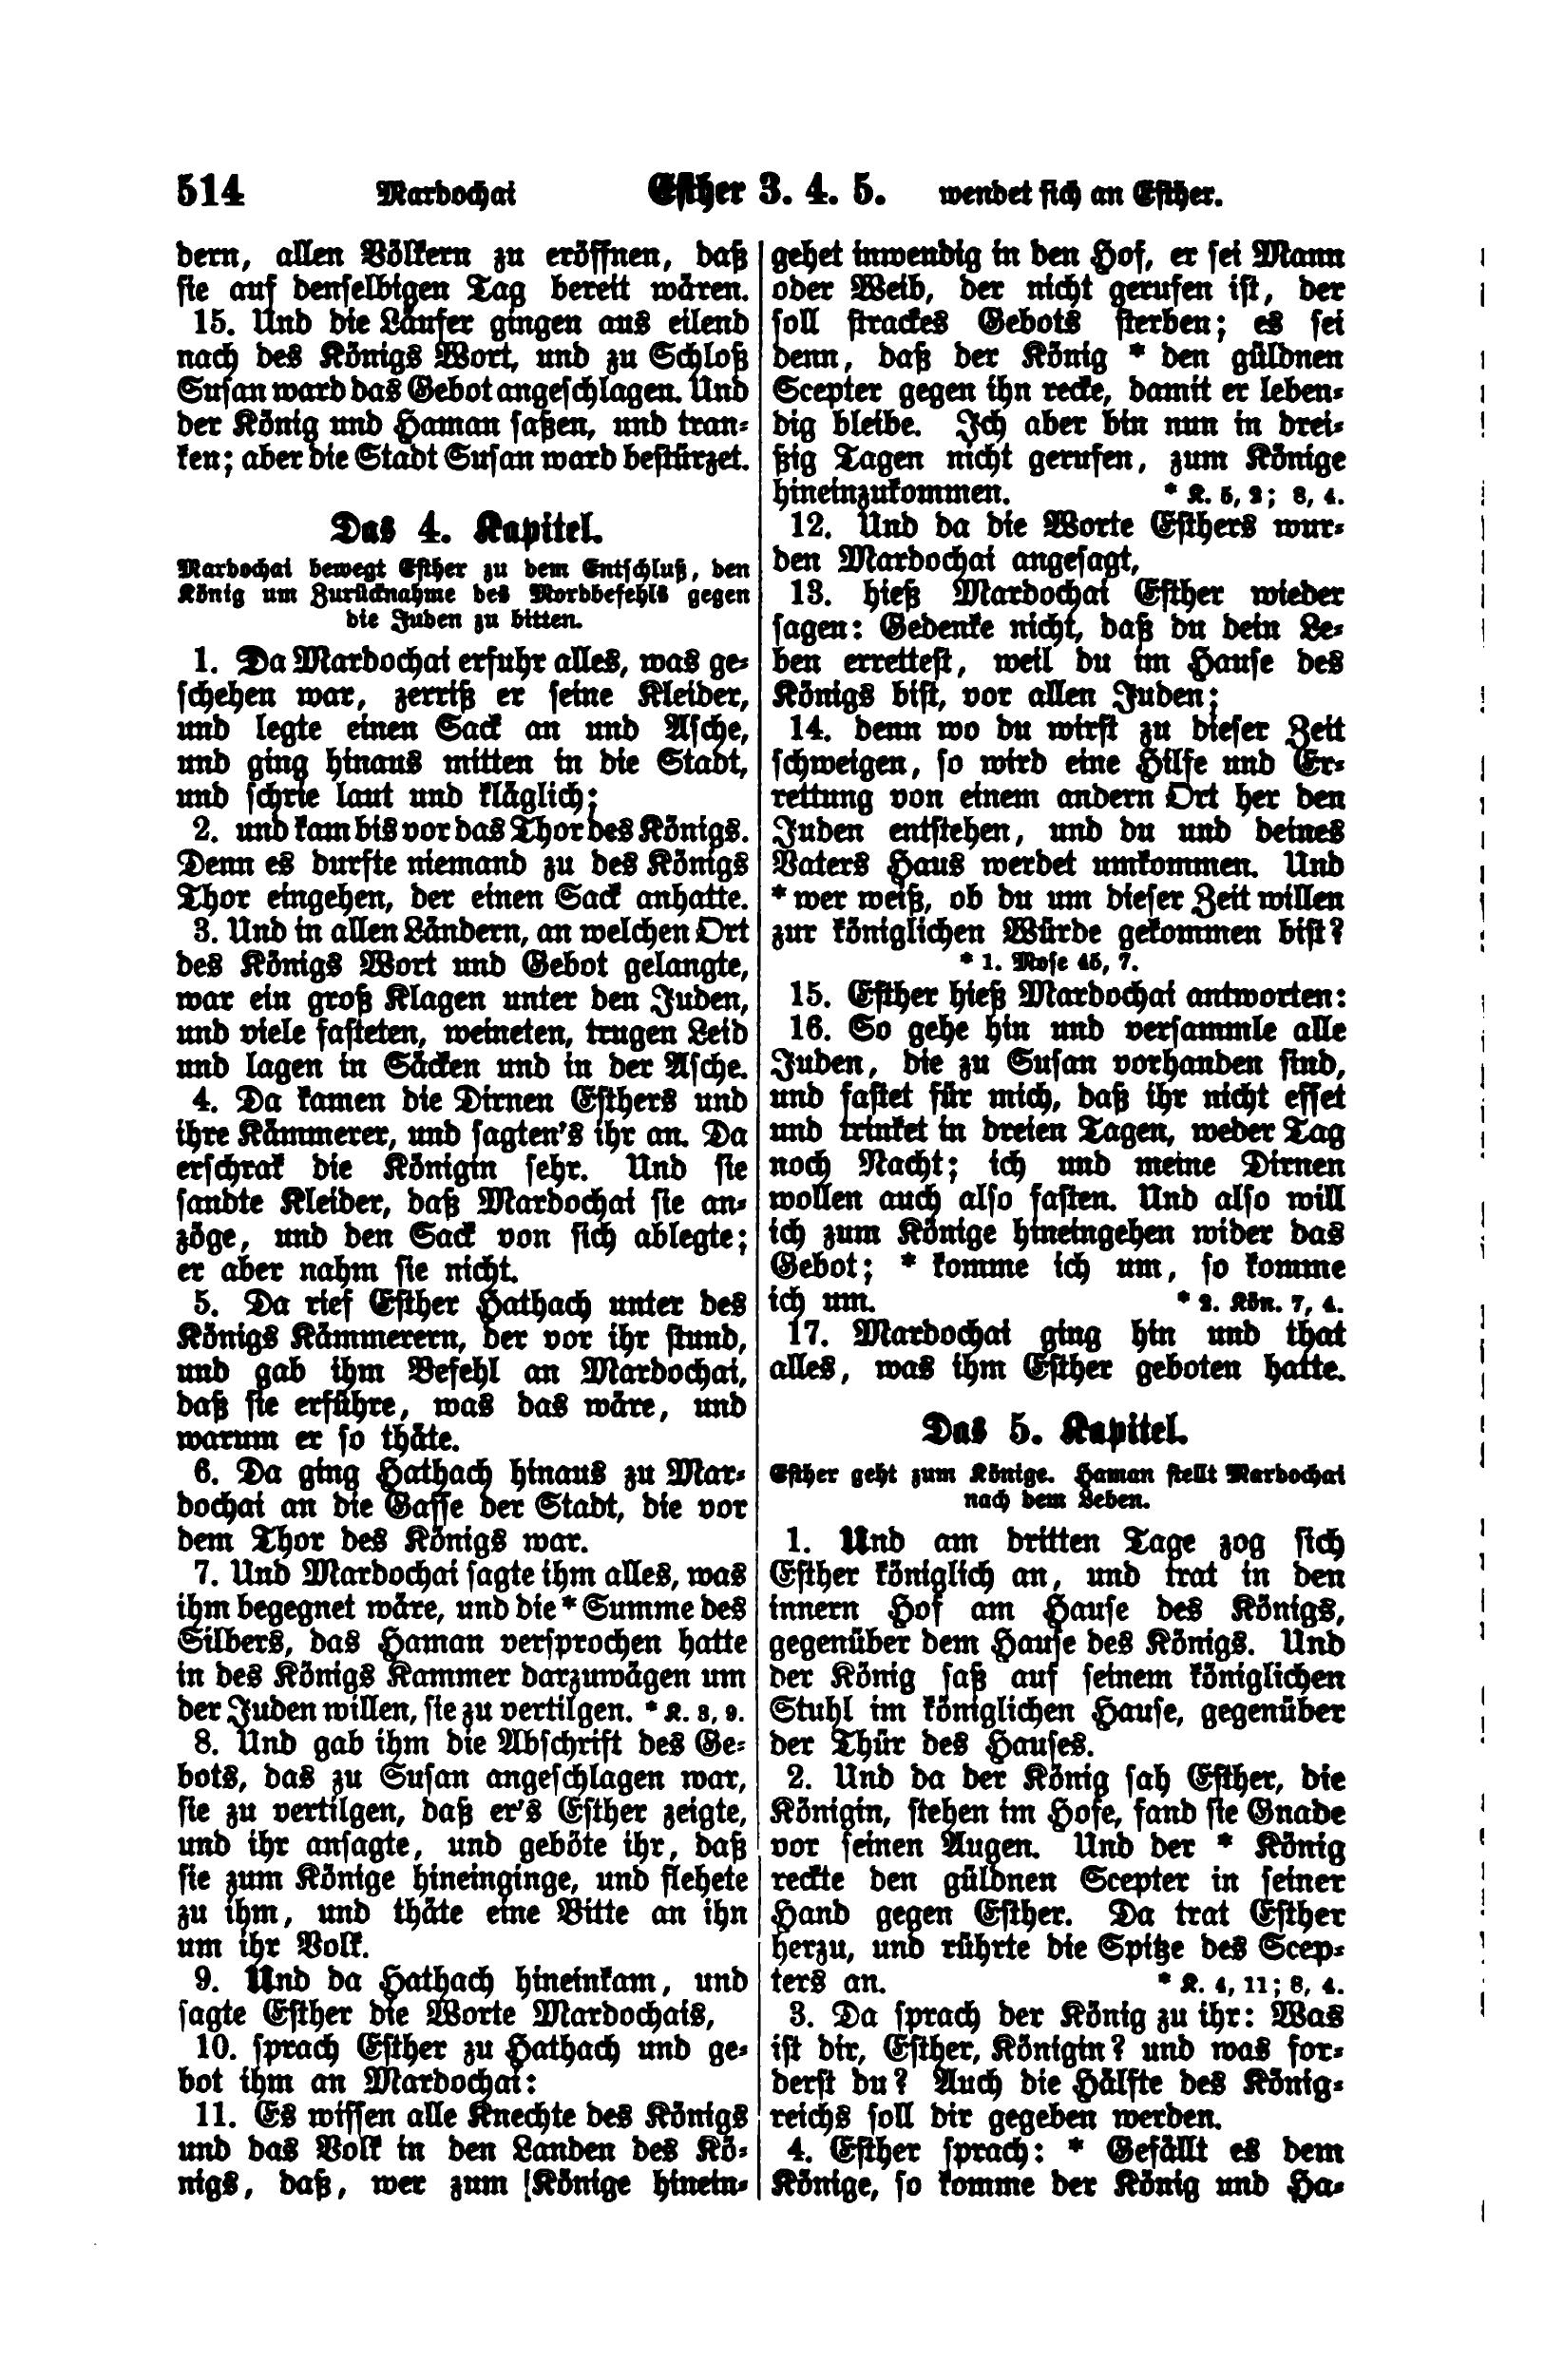 514 Mardochai Esther 3. 4. 5. wendet sich an Esther.
dern, allen Völkern zu eröffnen, daß
sie auf denselbigen Tag bereit wären.
15. Und die Läufer gingen aus eilend
nach des Königs Wort, und zu Schloß
Susan ward das Gebot angeschlagen. Und
der König und Haman saßen, und tran-
ken; aber die Stadt Susan ward bestürzet.
Das 4. Kapitel.
Mardochai bewegt Esther zu dem Entschluß, den
König um Zurücknahme des Mordbefehls gegen
die Juden zu bitten.
1. Da Mardochai erfuhr alles, was ge-
schehen war, zerriß er seine Kleider,
und legte einen Sack an und Asche,
und ging hinaus mitten in die Stadt,
und schrie laut und kläglich;
2. und kam bis vor das Thor des Königs.
Denn es durfte niemand zu des Königs
Thor eingehen, der einen Sack anhatte.
3. Und in allen Ländern, an welchen Ort
des Königs Wort und Gebot gelangte,
war ein groß Klagen unter den Juden,
und viele fasteten, weineten, trugen Leid
und lagen in Säcken und in der Asche.
4. Da kamen die Dirnen Esthers und
ihre Kämmerer, und sagten's ihr an. Da
erschrak die Königin sehr. Und sie
sandte Kleider, daß Mardochai sie an-
zöge, und den Sack von sich ablegte;
er aber nahm sie nicht.
5. Da rief Esther Hathach unter des
Königs Kämmerern, der vor ihr stund,
und gab ihm Befehl an Mardochai,
daß sie erführe, was das wäre, und
warum er so thäte.
6. Da ging Hathach hinaus zu Mar-
dochai an die Gasse der Stadt, die vor
dem Thor des Königs war.
7. Und Mardochai sagte ihm alles, was
ihm begegnet wäre, und die * Summe des
Silbers, das Haman versprochen hatte
in des Königs Kammer darzuwägen um
der Juden willen, sie zu vertilgen. * K. 3, 9.
8. Und gab ihm die Abschrift des Ge-
bots, das zu Susan angeschlagen war,
sie zu vertilgen, daß er's Esther zeigte,
und ihr ansagte, und geböte ihr, daß
sie zum Könige hineinginge, und flehete
zu ihm, und thäte eine Bitte an ihn
um ihr Volk.
9. Und da Hathach hineinkam, und
sagte Esther die Worte Mardochais,
10. sprach Esther zu Hathach und ge-
bot ihm an Mardochai:
11. Es wissen alle Knechte des Königs
und das Volk in den Landen des Kö-
nigs, daß, wer zum Könige hinein-
gehet inwendig in den Hof, er sei Mann
oder Weib, der nicht gerufen ist, der
soll strackes Gebots sterben; es sei
denn, daß der König * den güldnen
Scepter gegen ihn recke, damit er leben-
dig bleibe. Ich aber bin nun in drei-
ßig Tagen nicht gerufen, zum Könige
hineinzukommen. * K. 5, 2; 8, 4.
12. Und da die Worte Esthers wur-
den Mardochai angesagt,
13. hieß Mardochai Esther wieder
sagen: Gedenke nicht, daß du dein Le-
ben errettest, weil du im Hause des
Königs bist, vor allen Juden;
14. denn wo du wirst zu dieser Zeit
schweigen, so wird eine Hilfe und Er-
rettung von einem andern Ort her den
Juden entstehen, und du und deines
Vaters Haus werdet umkommen. Und
* wer weiß, ob du um dieser Zeit willen
zur königlichen Würde gekommen bist?
* 1. Mose 45, 7.
15. Esther hieß Mardochai antworten:
16. So gehe hin und versammle alle
Juden, die zu Susan vorhanden sind,
und fastet für mich, daß ihr nicht esset
und trinket in dreien Tagen, weder Tag
noch Nacht; ich und meine Dirnen
wollen auch also fasten. Und also will
ich zum Könige hineingehen wider das
Gebot; * komme ich um, so komme
ich um. * 2. Kön. 7, 4.
17. Mardochai ging hin und that
alles, was ihm Esther geboten hatte.
Das 5. Kapitel.
Esther geht zum Könige. Haman stellt Mardochai
nach dem Leben.
1. Und am dritten Tage zog sich
Esther königlich an, und trat in den
innern Hof am Hause des Königs,
gegenüber dem Hause des Königs. Und
der König saß auf seinem königlichen
Stuhl im königlichen Hause, gegenüber
der Thür des Hauses.
2. Und da der König sah Esther, die
Königin, stehen im Hofe, fand sie Gnade
vor seinen Augen. Und der * König
reckte den güldnen Scepter in seiner
Hand gegen Esther. Da trat Esther
herzu, und rührte die Spitze des Scep-
ters an. * K. 4, 11; 8, 4.
3. Da sprach der König zu ihr: Was
ist dir, Esther, Königin? und was for-
derst du? Auch die Hälfte des König-
reichs soll dir gegeben werden.
4. Esther sprach: * Gefällt es dem
Könige, so komme der König und Ha-